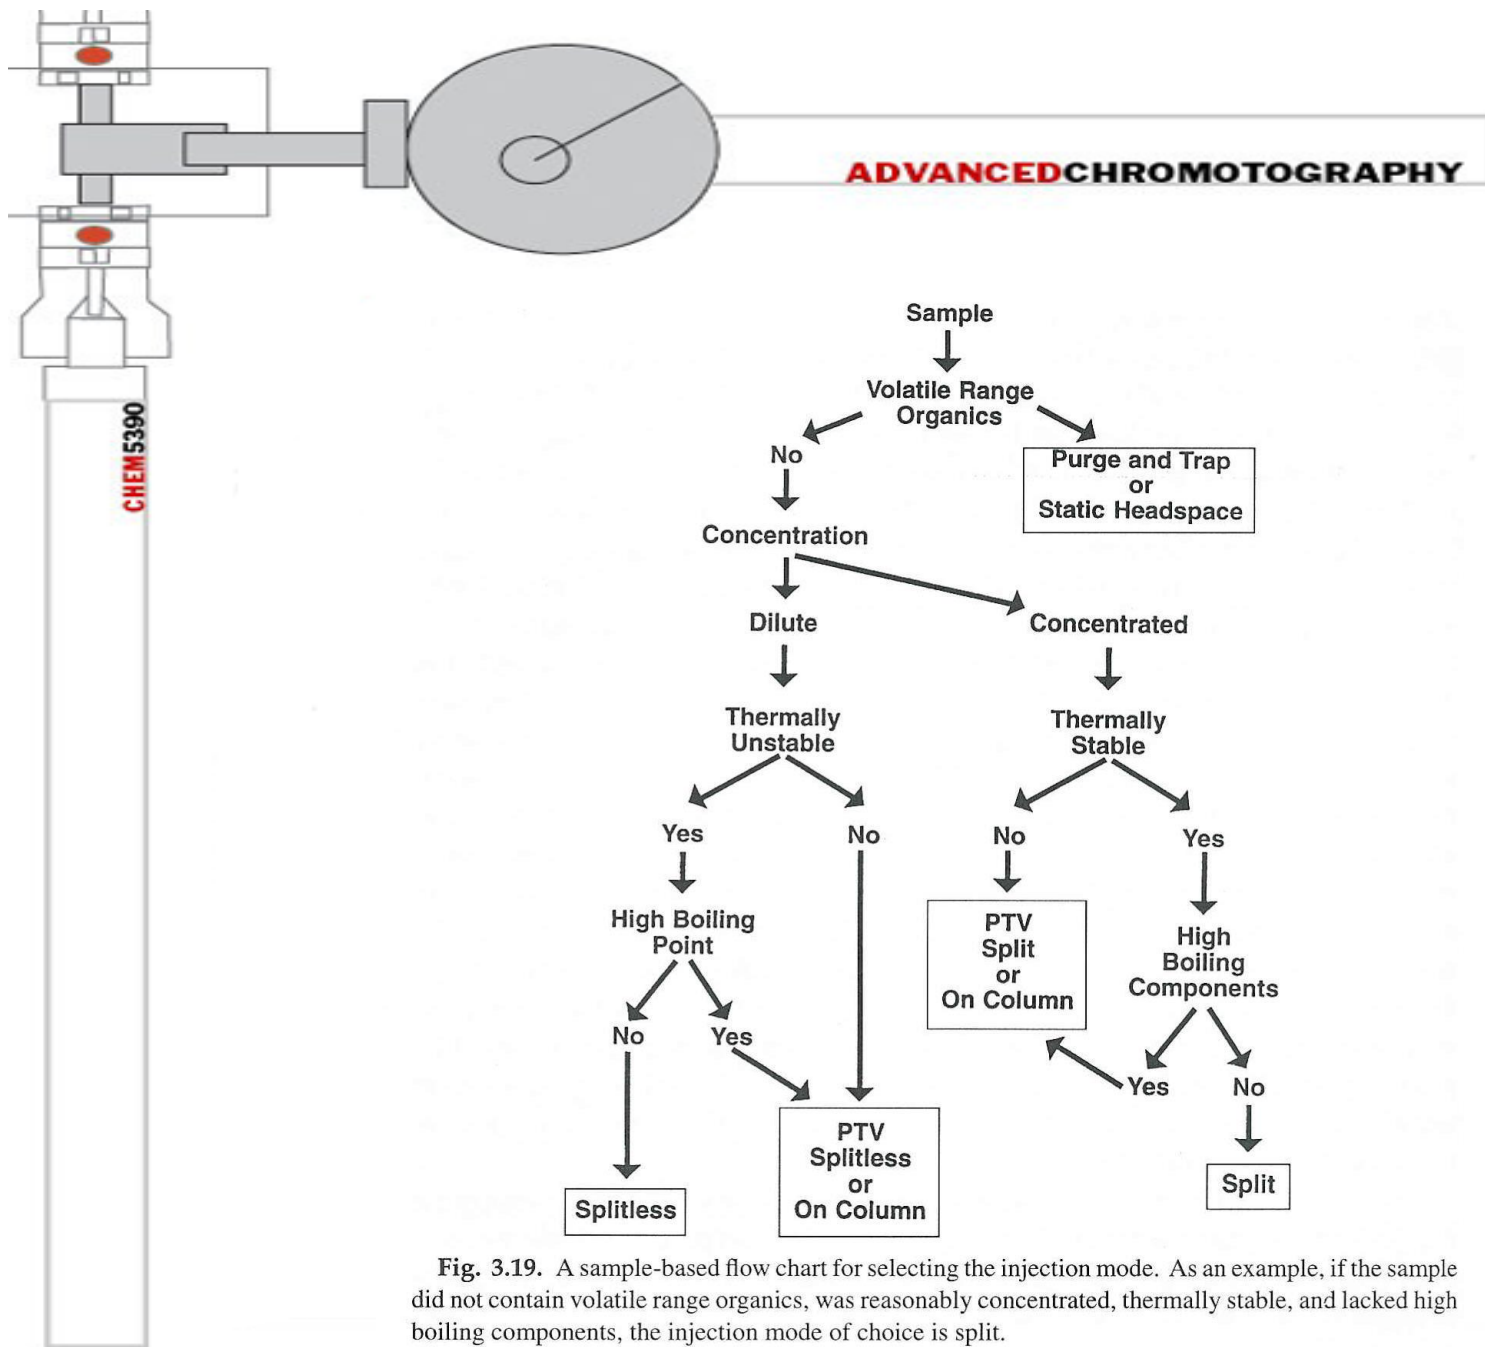 ADVANCEDCHROMOTOGRAPHY
CHEM5390
Sample
Volatile Range
Organics
No
Purge and Trap
or
Static Headspace
Concentration
Dilute
Concentrated
Thermally
Unstable
Thermally
Stable
Yes
No
No
Yes
High Boiling
Point
PTV
Split
or
On Column
High
Boiling
Components
No
Yes
Yes
No
PTV
Splitless
or
On Column
Splitless
Split
Fig. 3.19. A sample-based flow chart for selecting the injection mode. As an example, if the sample
did not contain volatile range organics, was reasonably concentrated, thermally stable, and lacked high
boiling components, the injection mode of choice is split.